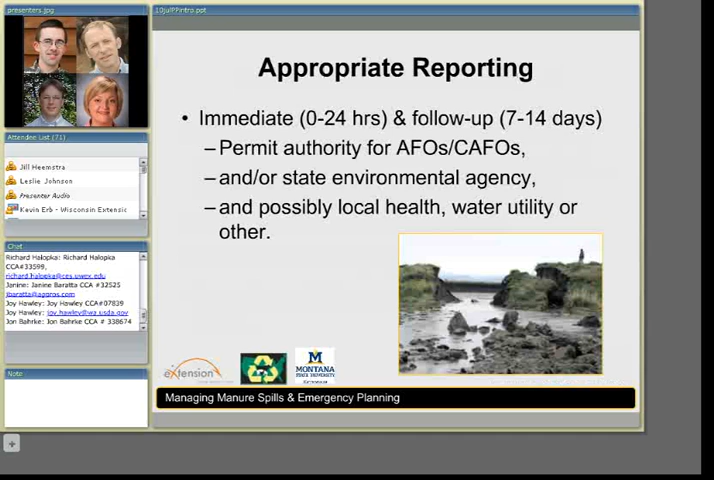 presenters.jpg
10julPPintro.ppt
Attendee List (71)
Jill Heemstra
Leslie Johnson
Presenter Audio
Kevin Erb - Wisconsin Extensic
Chat
Richard Halopka: Richard Halopka
CCA#33599,
richard.halopka@ces.uwex.edu
Janine: Janine Baratta CCA #32525
jbaratta@agpros.com
Joy Hawley: Joy Hawley CCA#07839
Joy Hawley: joy.hawley@wa.usda.gov
Jon Bahrke: Jon Bahrke CCA # 338674
Note
Appropriate Reporting
• Immediate (0-24 hrs) & follow-up (7-14 days)
–Permit authority for AFOs/CAFOs,
–and/or state environmental agency,
–and possibly local health, water utility or
other.
eXtension
M
MONTANA
STATE UNIVERSITY
Managing Manure Spills & Emergency Planning